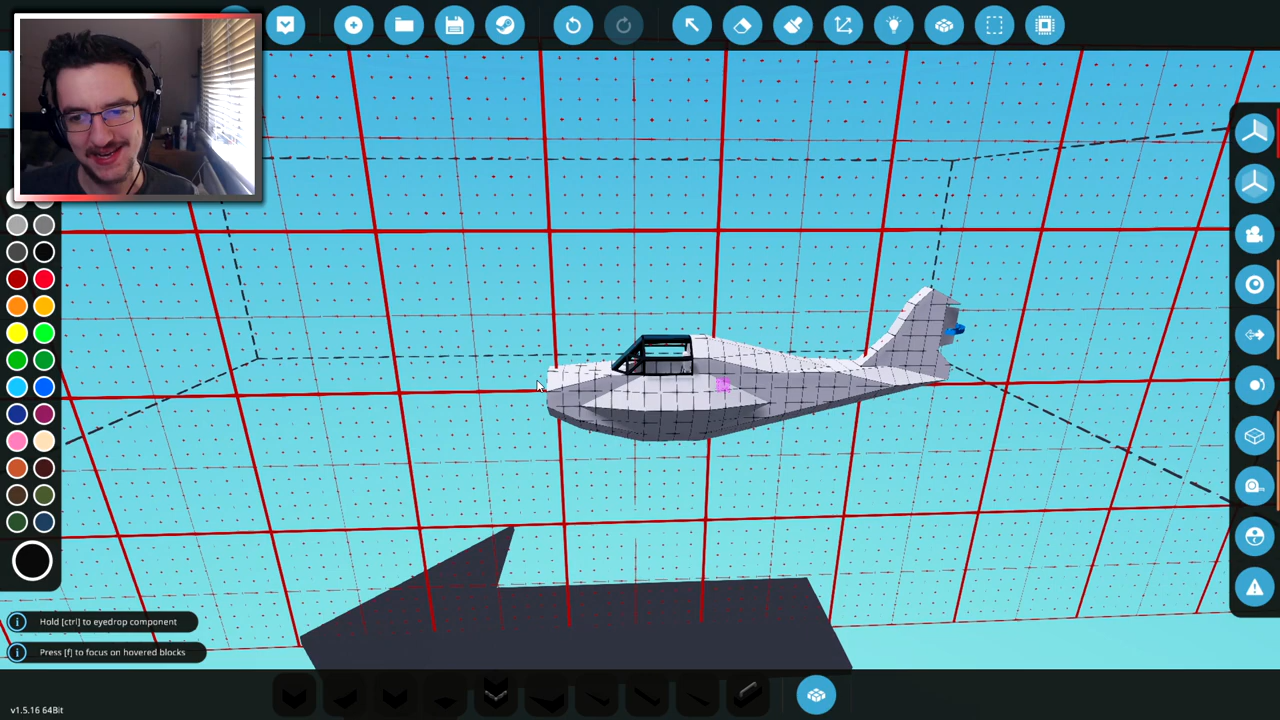 Hold [ctrl] to eyedrop component
Press [f] to focus on hovered blocks
v1.5.16 64Bit